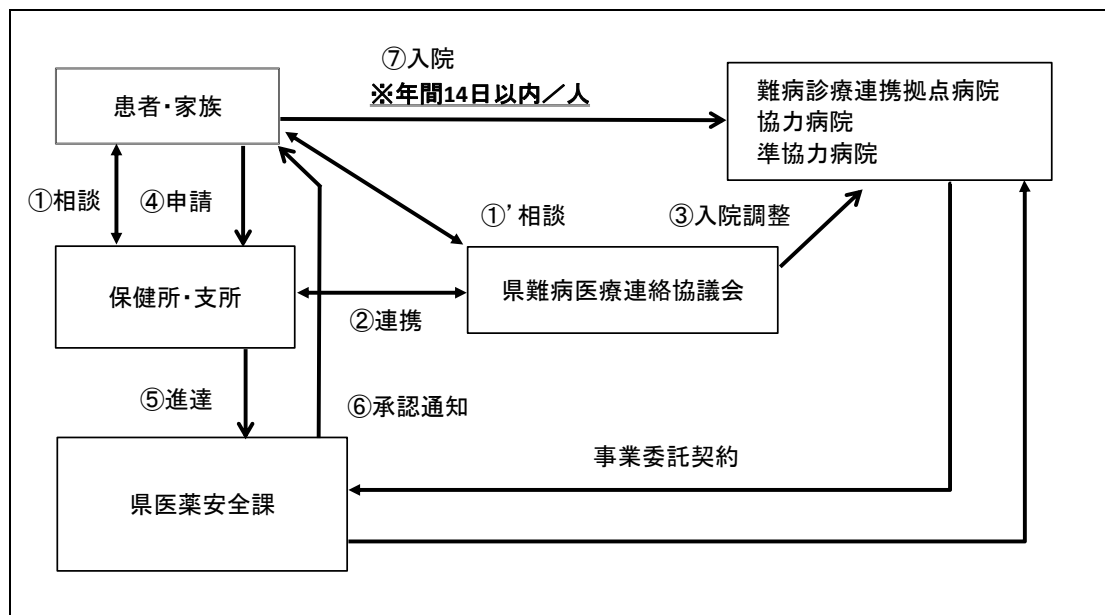 ⑦入院
※年間14日以内／人
患者・家族
難病診療連携拠点病院
協力病院
準協力病院
①相談
④申請
①’相談
③入院調整
保健所・支所
県難病医療連絡協議会
②連携
⑤進達
⑥承認通知
事業委託契約
県医薬安全課